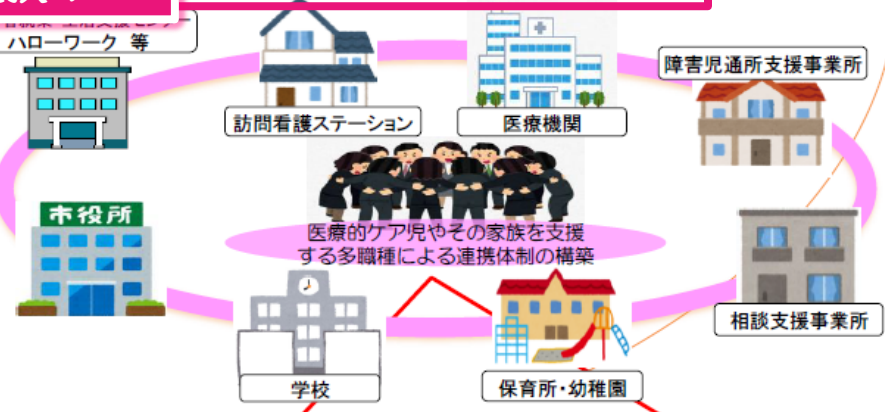 ハローワーク 等
訪問看護ステーション
医療機関
障害児通所支援事業所
市役所
医療的ケア児やその家族を支援
する多職種による連携体制の構築
相談支援事業所
学校
保育所・幼稚園